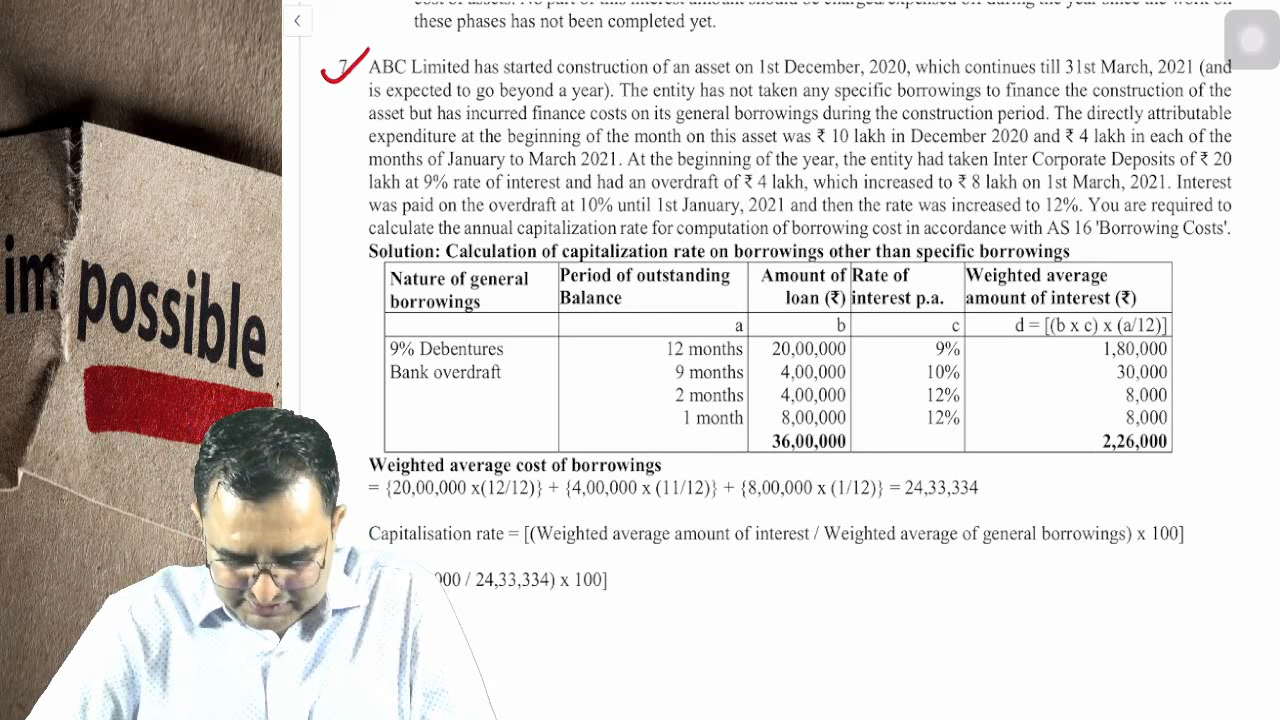 these phases has not been completed yet.
7 ABC Limited has started construction of an asset on 1st December, 2020, which continues till 31st March, 2021 (and
is expected to go beyond a year). The entity has not taken any specific borrowings to finance the construction of the
asset but has incurred finance costs on its general borrowings during the construction period. The directly attributable
expenditure at the beginning of the month on this asset was ₹ 10 lakh in December 2020 and ₹ 4 lakh in each of the
months of January to March 2021. At the beginning of the year, the entity had taken Inter Corporate Deposits of ₹ 20
lakh at 9% rate of interest and had an overdraft of ₹ 4 lakh, which increased to ₹ 8 lakh on 1st March, 2021. Interest
was paid on the overdraft at 10% until 1st January, 2021 and then the rate was increased to 12%. You are required to
calculate the annual capitalization rate for computation of borrowing cost in accordance with AS 16 'Borrowing Costs'.
Solution: Calculation of capitalization rate on borrowings other than specific borrowings
Nature of general borrowings Period of outstanding Balance Amount of loan (₹) Rate of interest p.a. Weighted average amount of interest (₹)
a b c d = [(b x c) x (a/12)]
9% Debentures 12 months 20,00,000 9% 1,80,000
Bank overdraft 9 months 4,00,000 10% 30,000
2 months 4,00,000 12% 8,000
1 month 8,00,000 12% 8,000
36,00,000 2,26,000
Weighted average cost of borrowings
= {20,00,000 x(12/12)} + {4,00,000 x (11/12)} + {8,00,000 x (1/12)} = 24,33,334
Capitalisation rate = [(Weighted average amount of interest / Weighted average of general borrowings) x 100]
000 / 24,33,334) x 100]
im possible